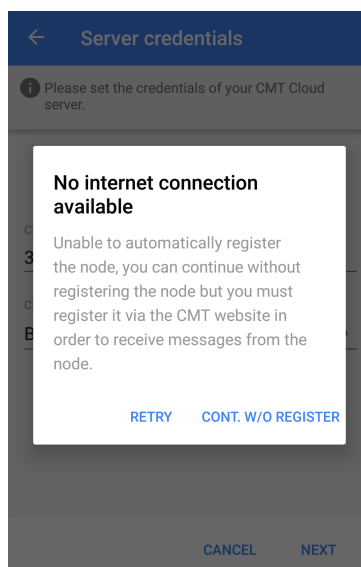 Server credentials
Please set the credentials of your CMT Cloud
server.
No internet connection
available
Unable to automatically register
the node, you can continue without
registering the node but you must
register it via the CMT website in
order to receive messages from the
node.
RETRY CONT. W/O REGISTER
C
3
C
B
CANCEL NEXT